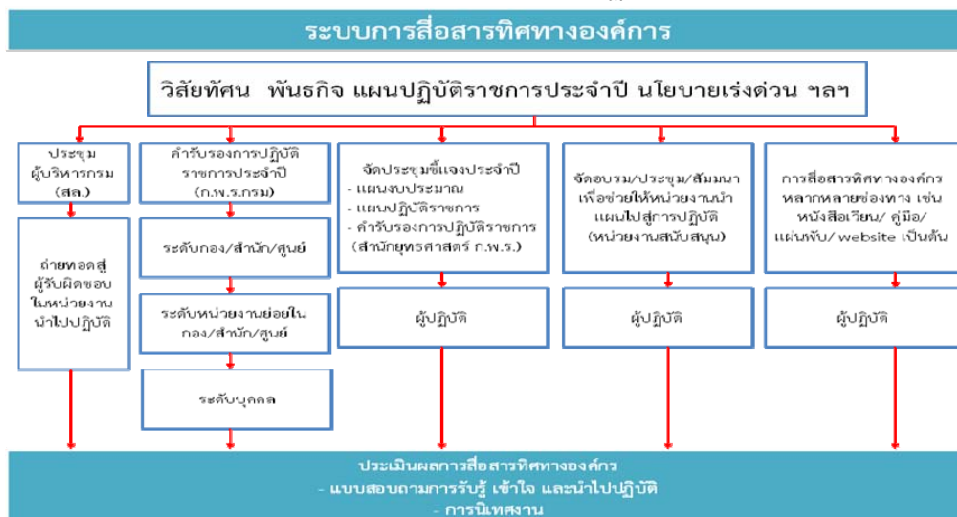 ระบบการสื่อสารทิศทางองค์การ
วิสัยทัศน พันธกิจ แผนปฏิบัติราชการประจำปี นโยบายเร่งด่วน ฯลฯ
ประชุม
ผู้บริหารกรม
(สล.)
ถ่ายทอดสู่
ผู้รับผิดชอบ
ในหน่วยงาน
นำไปปฏิบัติ
คำรับรองการปฏิบัติ
ราชการประจำปี
(ก.พ.ร.กรม)
ระดับกอง/สำนัก/ศูนย์
ระดับหน่วยงานย่อยใน
กอง/สำนัก/ศูนย์
ระดับบุคคล
จัดประชุมชี้แจงประจำปี
- แผนงบประมาณ
- แผนปฏิบัติราชการ
- คำรับรองการปฏิบัติราชการ
(สำนักยุทธศาสตร์ ก.พ.ร.)
ผู้ปฏิบัติ
จัดอบรม/ประชุม/สัมมนา
เพื่อช่วยให้หน่วยงานนำ
แผนไปสู่การปฏิบัติ
(หน่วยงานสนับสนุน)
ผู้ปฏิบัติ
การสื่อสารทิศทางองค์กร
หลากหลายช่องทาง เช่น
หนังสือเวียน/ คู่มือ/
แผ่นพับ/ website เป็นต้น
ผู้ปฏิบัติ
ประเมินผลการสื่อสารทิศทางองค์กร
- แบบสอบถามการรับรู้ เข้าใจ และนำไปปฏิบัติ
- การนิเทศงาน